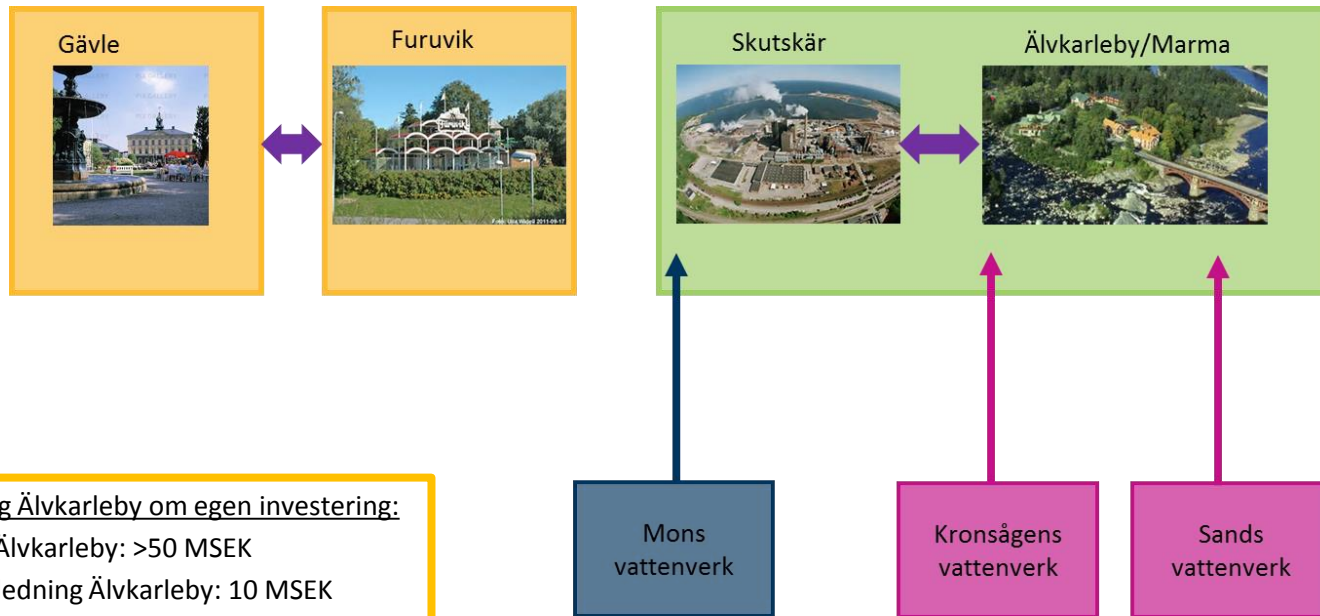 Gävle
Furuvik
Skutskär
Älvkarleby/Marma
Furuvik
g Älvkarleby om egen investering:
Älvkarleby: >50 MSEK
edning Älvkarleby: 10 MSEK
Mons
vattenverk
Kronsågens
vattenverk
Sands
vattenverk